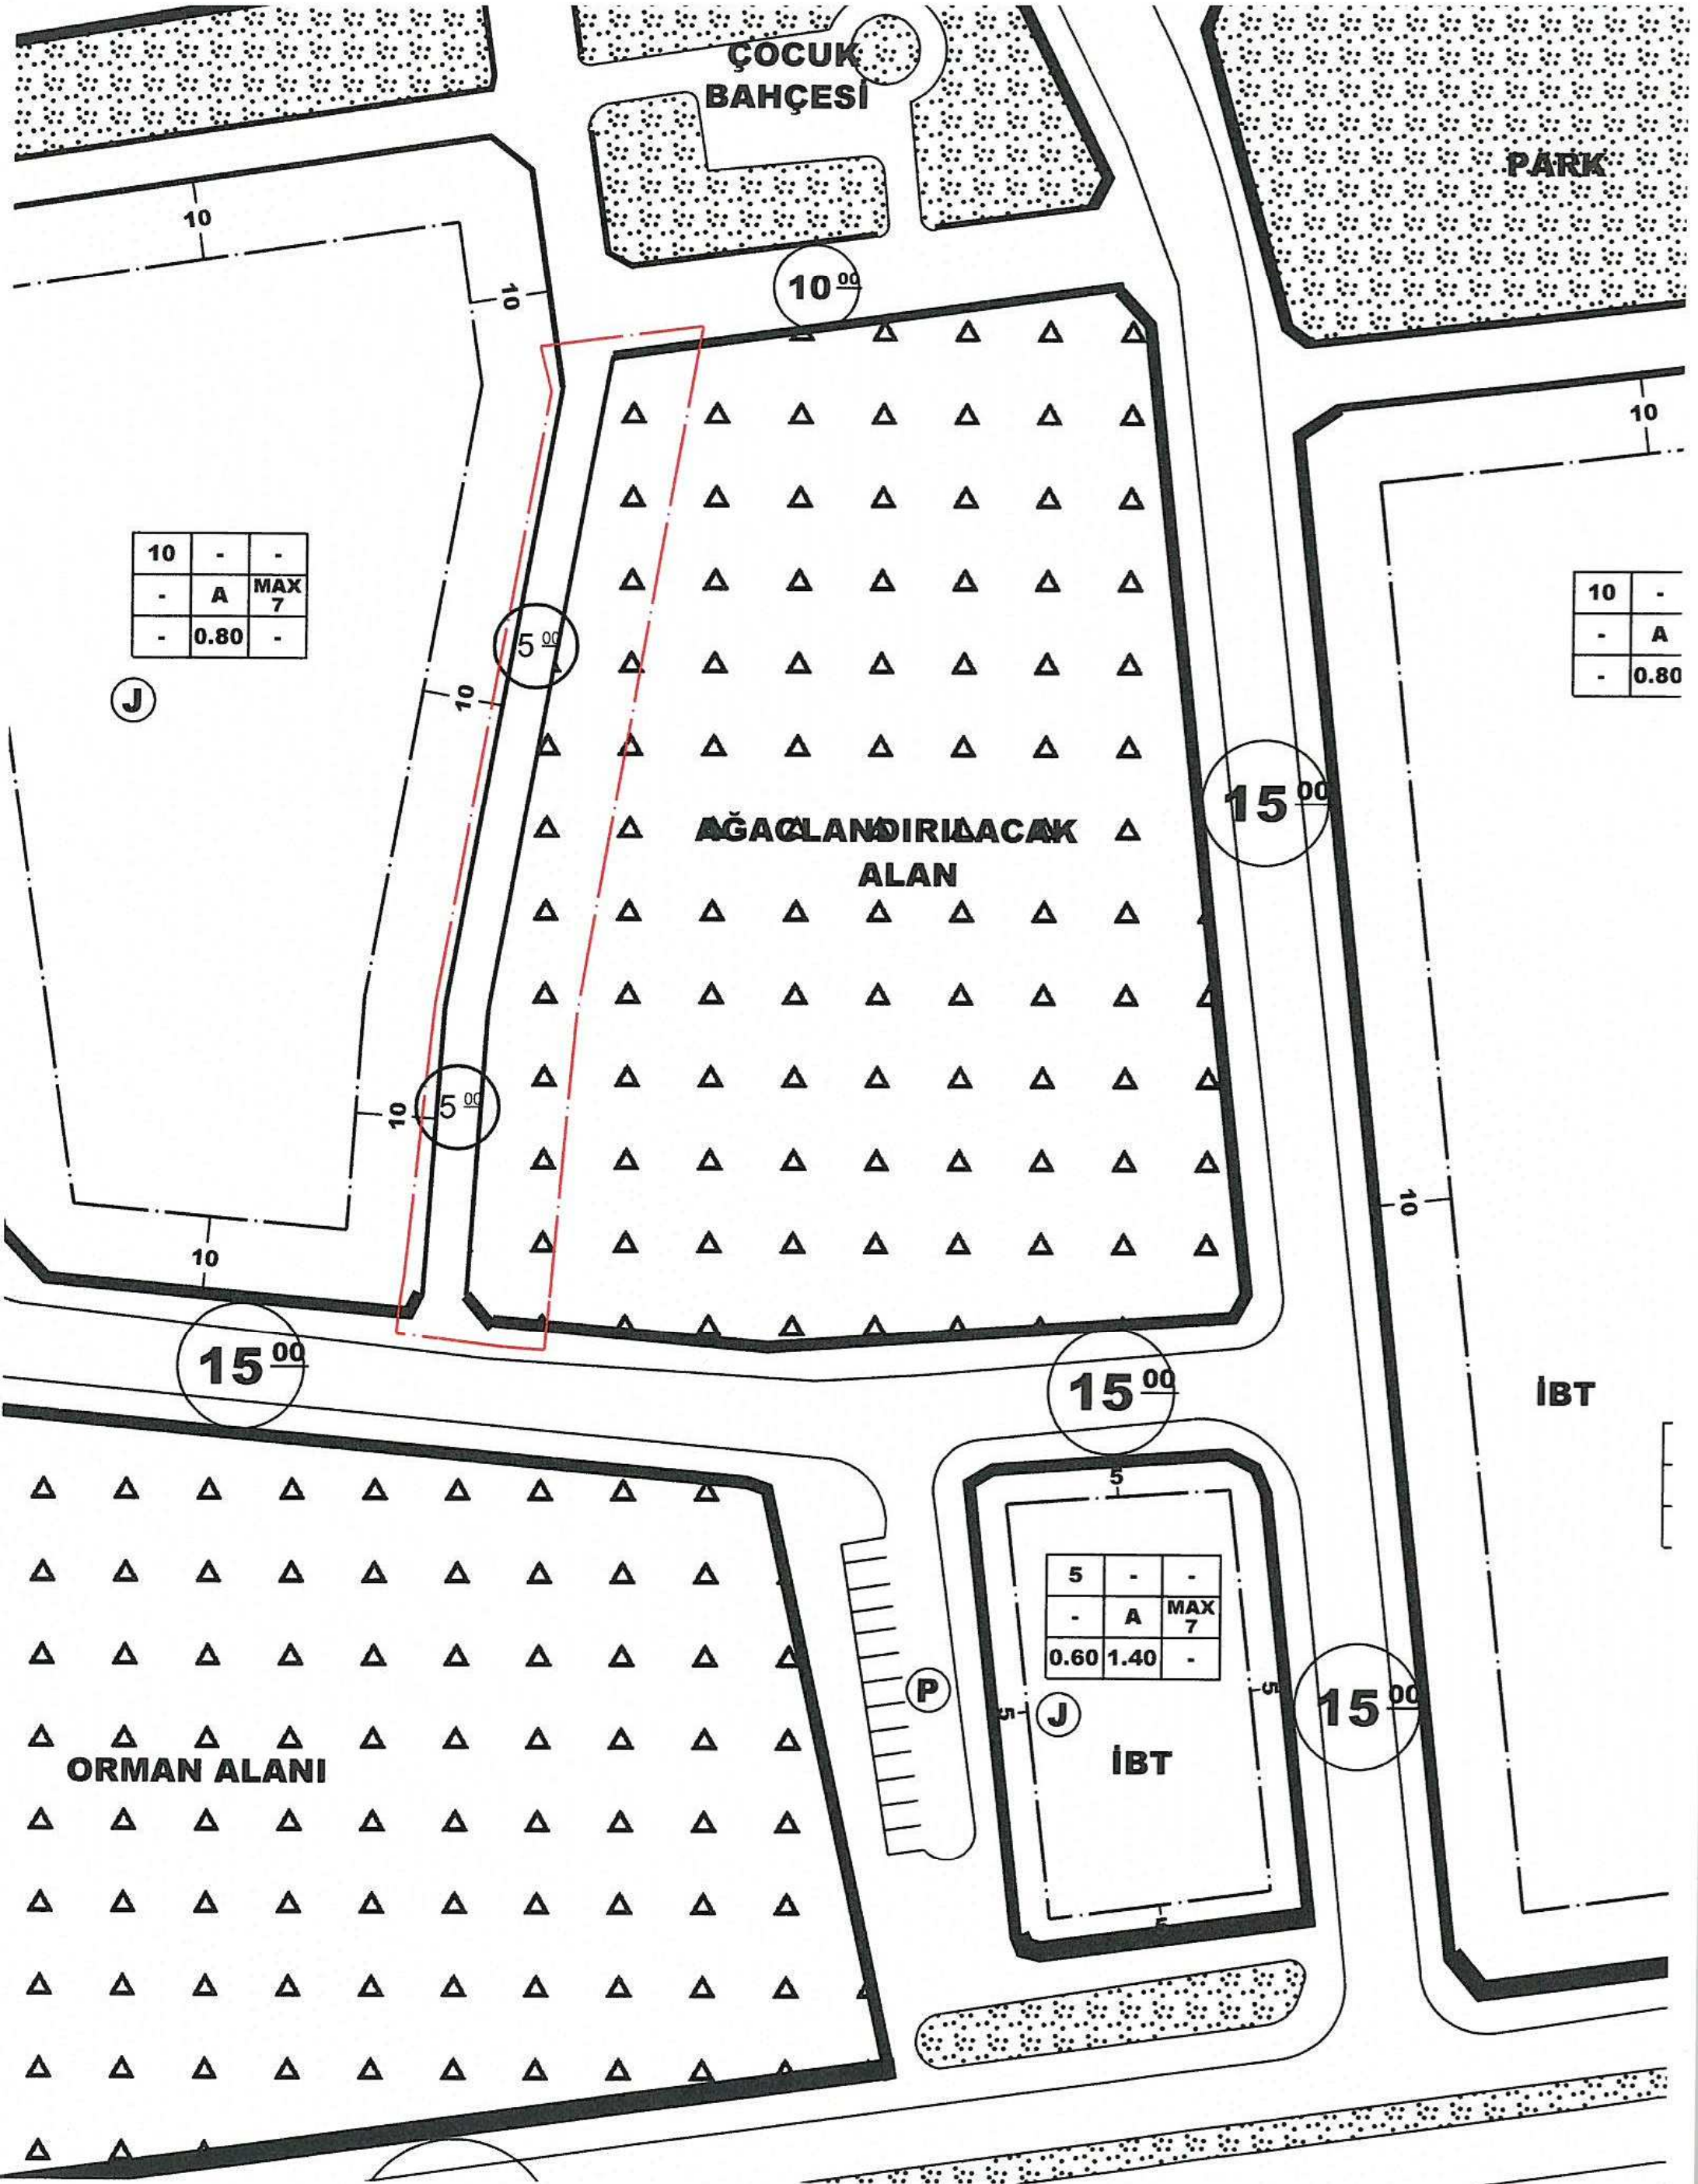 ÇOCUK
BAHÇESİ
PARK
10
10
10 00
10
10 - -
- A MAX 7
- 0.80 -
J
10 -
- A
- 0.80
5 00
10
15 00
AĞAÇLANDIRILACAK
ALAN
5 00
10
10
10
15 00
15 00
İBT
5
5 - -
- A MAX 7
0.60 1.40 -
P
5
5
J
15 00
İBT
ORMAN ALANI
5